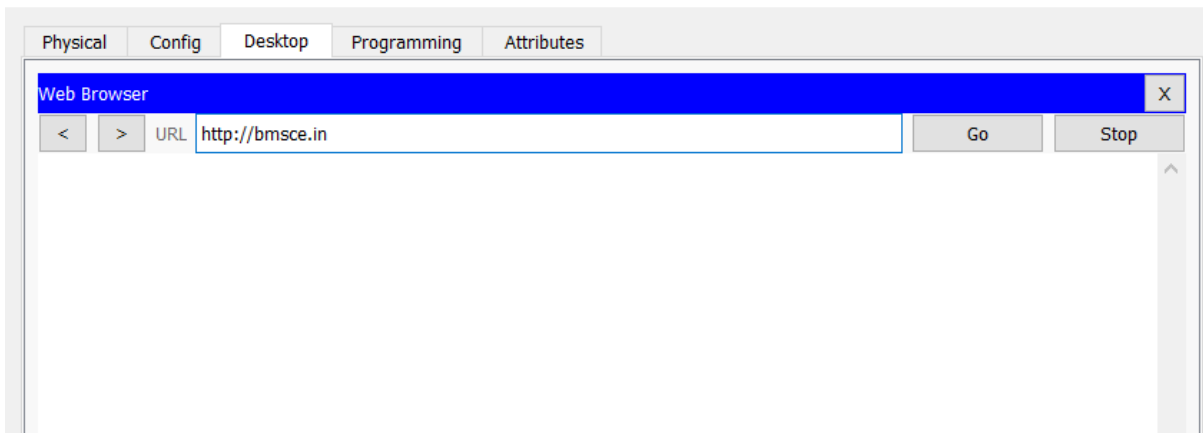 Physical Config Desktop Programming Attributes
Web Browser X
< > URL http://bmsce.in Go Stop